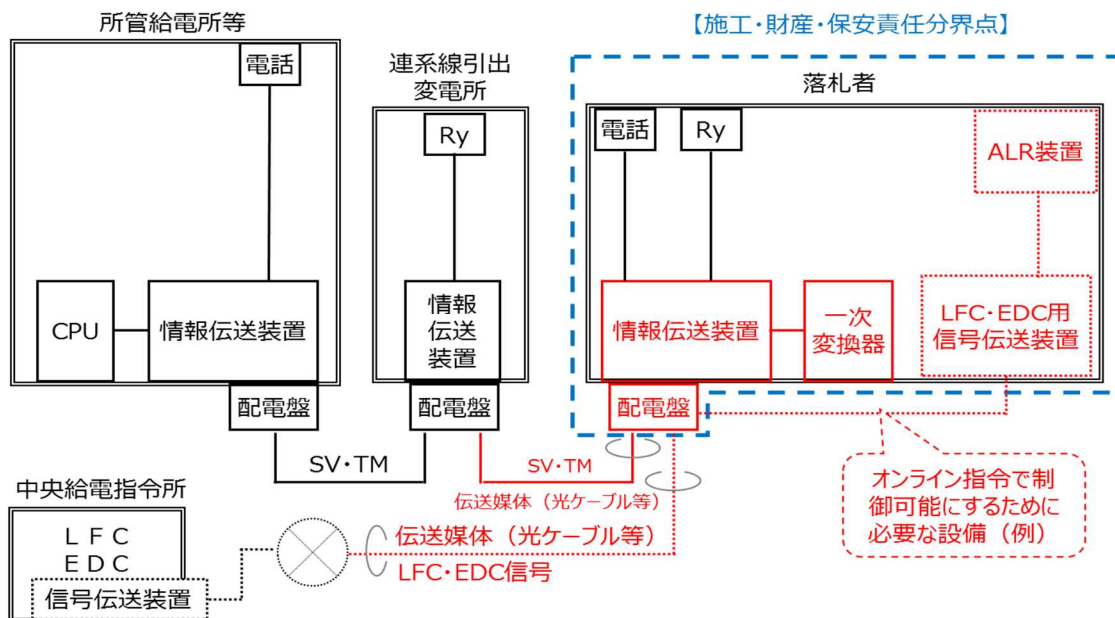 所管給電所等
電話
CPU
情報伝送装置
配電盤
連系線引出
変電所
Ry
情報
伝送
装置
配電盤
【施工・財産・保安責任分界点】
落札者
電話
Ry
ALR装置
情報伝送装置
一次
変換器
LFC・EDC用
信号伝送装置
配電盤
SV・TM
SV・TM
伝送媒体（光ケーブル等）
オンライン指令で制
御可能にするために
必要な設備（例）
中央給電指令所
ＬＦＣ
ＥＤＣ
信号伝送装置
伝送媒体（光ケーブル等）
LFC・EDC信号